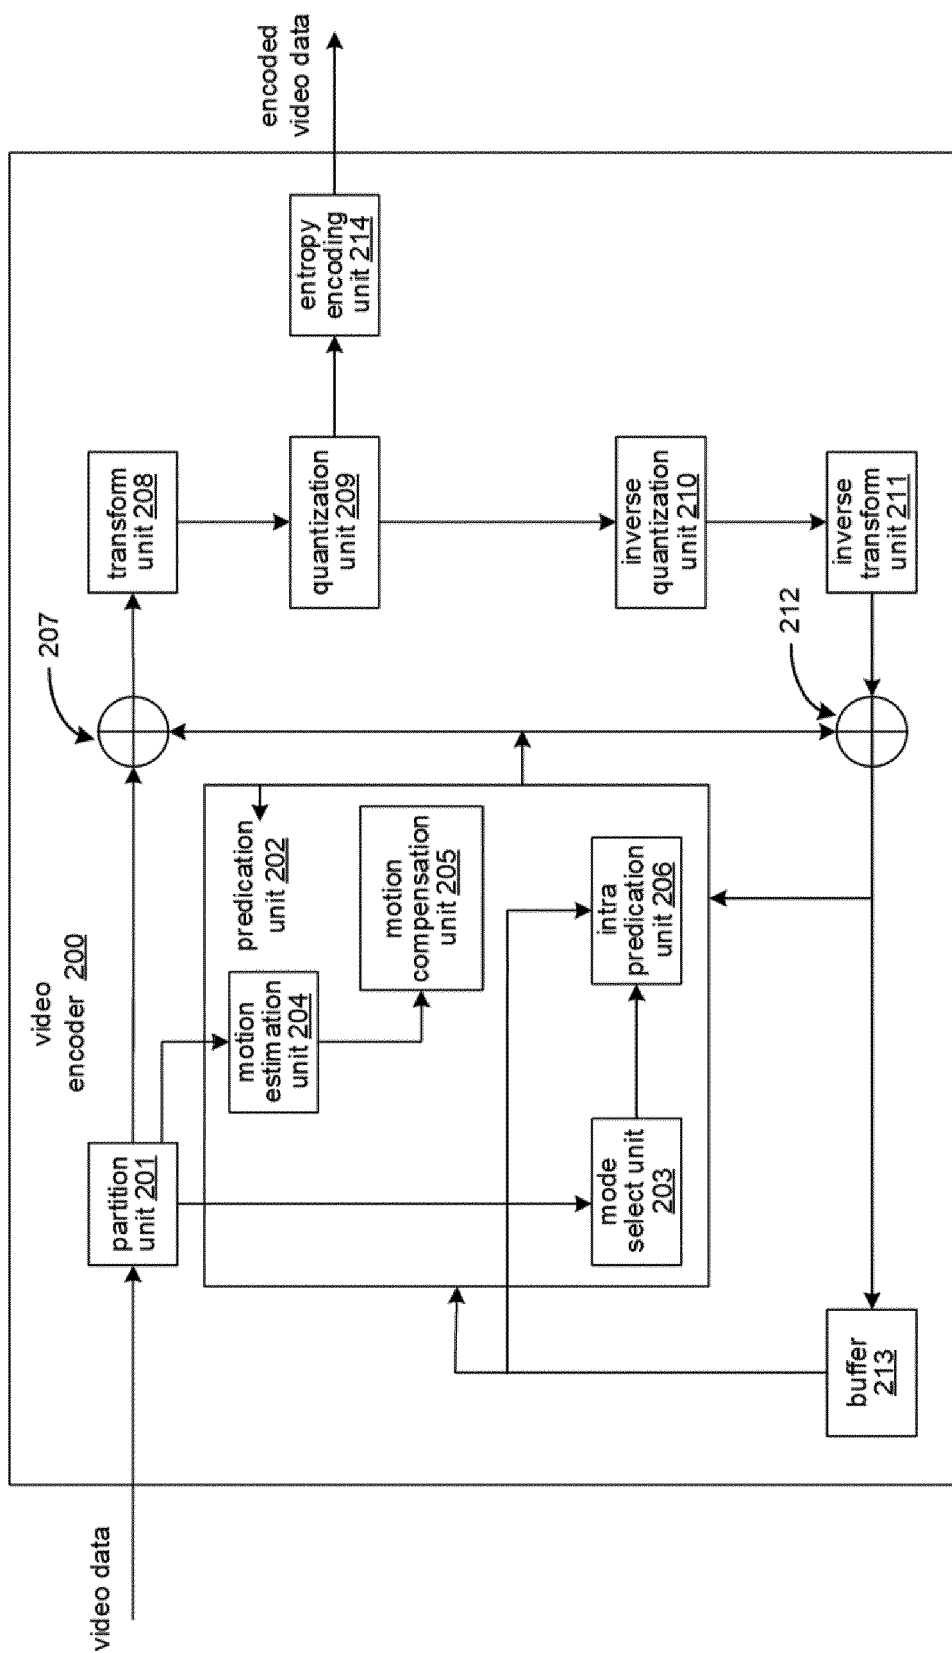 video data
video
encoder 200
partition
unit 201
207
transform
unit 208
encoded
video data
predication
unit 202
motion
estimation
unit 204
motion
compensation
unit 205
quantization
unit 209
entropy
encoding
unit 214
mode
select unit
203
intra
predication
unit 206
inverse
quantization
unit 210
buffer
213
212
inverse
transform
unit 211